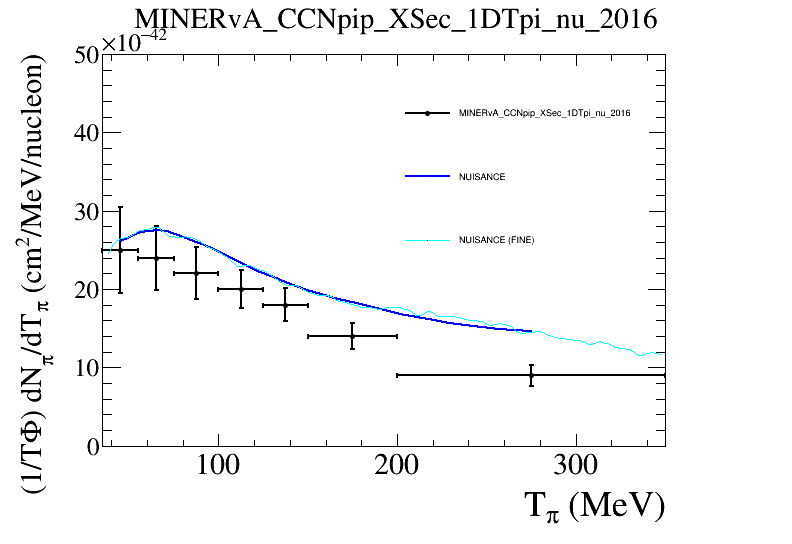 MINERvA_CCNpip_XSec_1DTpi_nu_2016
×10⁻⁴²
(1/TΦ) dN_π/dT_π (cm²/MeV/nucleon)
50
40
30
20
10
0
MINERvA_CCNpip_XSec_1DTpi_nu_2016
NUISANCE
NUISANCE (FINE)
100 200 300
T_π (MeV)